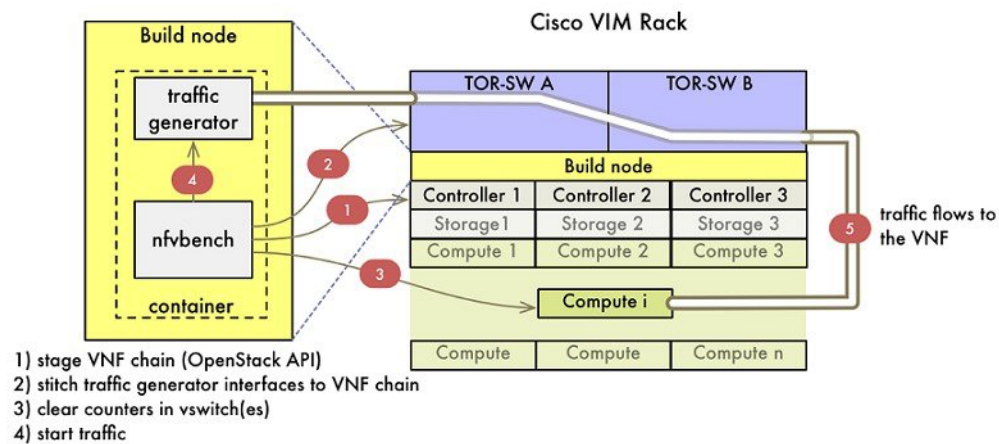 Cisco VIM Rack
Build node
traffic
generator
4
nfvbench
container
2
1
3
TOR-SW A
TOR-SW B
Build node
Controller 1
Controller 2
Controller 3
Storage1
Storage 2
Storage 3
Compute 1
Compute 2
Compute 3
Compute i
Compute
Compute
Compute n
5
traffic flows to
the VNF
1) stage VNF chain (OpenStack API)
2) stitch traffic generator interfaces to VNF chain
3) clear counters in vswitch(es)
4) start traffic